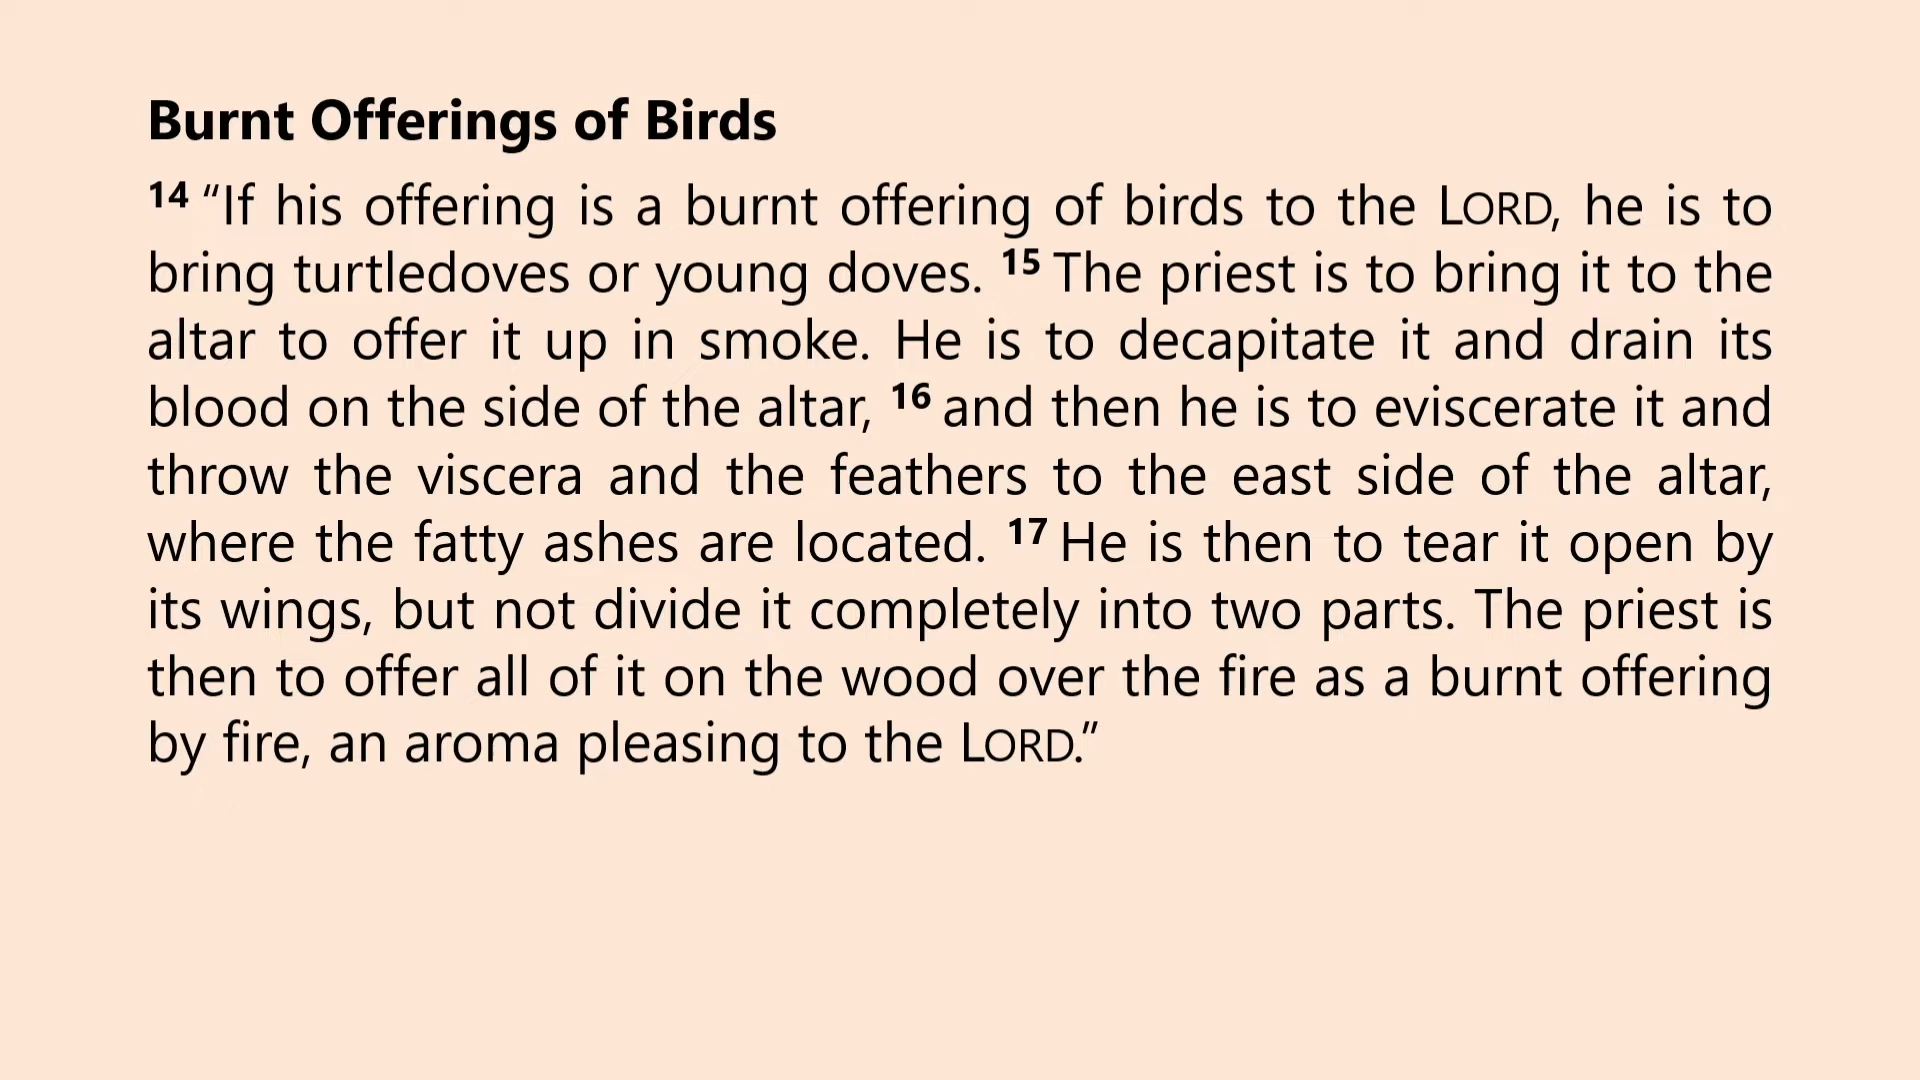 Burnt Offerings of Birds
14 “If his offering is a burnt offering of birds to the LORD, he is to
bring turtledoves or young doves. 15 The priest is to bring it to the
altar to offer it up in smoke. He is to decapitate it and drain its
blood on the side of the altar, 16 and then he is to eviscerate it and
throw the viscera and the feathers to the east side of the altar,
where the fatty ashes are located. 17 He is then to tear it open by
its wings, but not divide it completely into two parts. The priest is
then to offer all of it on the wood over the fire as a burnt offering
by fire, an aroma pleasing to the LORD.”